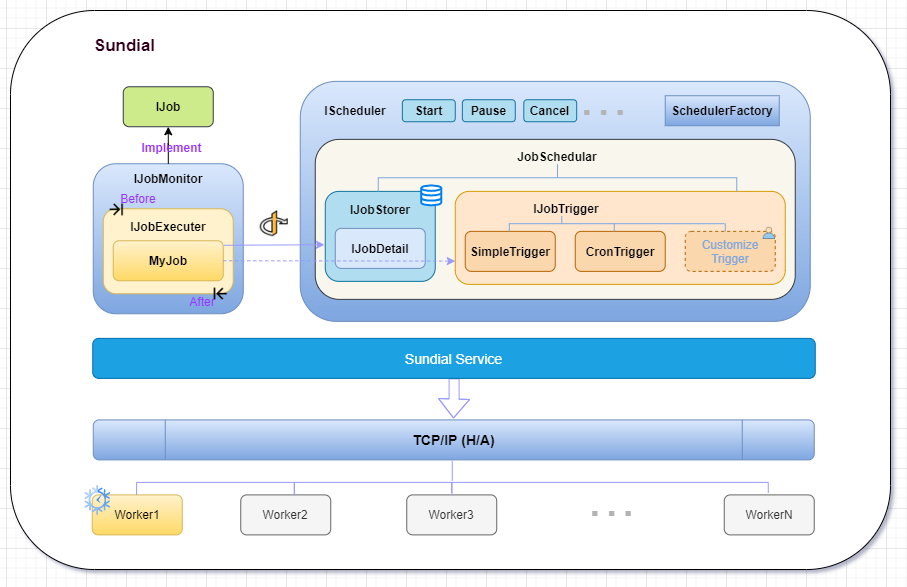 Sundial
IJob
Implement
IJobMonitor
Before
IJobExecuter
MyJob
After
IScheduler
Start
Pause
Cancel
SchedulerFactory
JobSchedular
IJobStorer
IJobDetail
IJobTrigger
SimpleTrigger
CronTrigger
Customize
Trigger
Sundial Service
TCP/IP (H/A)
Worker1
Worker2
Worker3
WorkerN